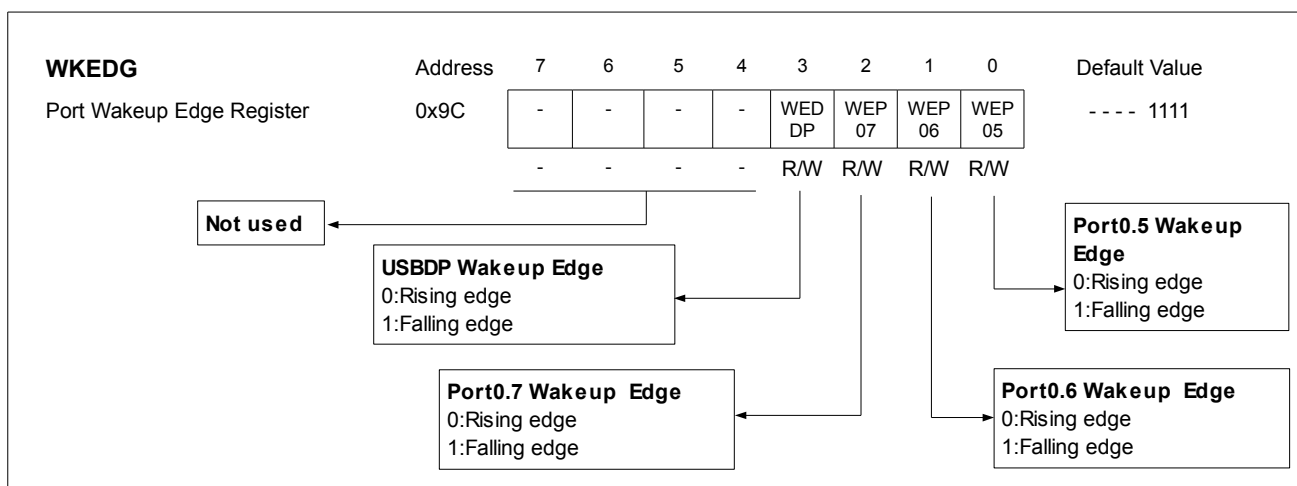 WKEDG Address 7 6 5 4 3 2 1 0 Default Value
Port Wakeup Edge Register 0x9C - - - - WED DP WEP 07 WEP 06 WEP 05 - - - - 1111
- - - - R/W R/W R/W R/W
Not used
USBDP Wakeup Edge
0:Rising edge
1:Falling edge
Port0.5 Wakeup
Edge
0:Rising edge
1:Falling edge
Port0.7 Wakeup Edge
0:Rising edge
1:Falling edge
Port0.6 Wakeup Edge
0:Rising edge
1:Falling edge